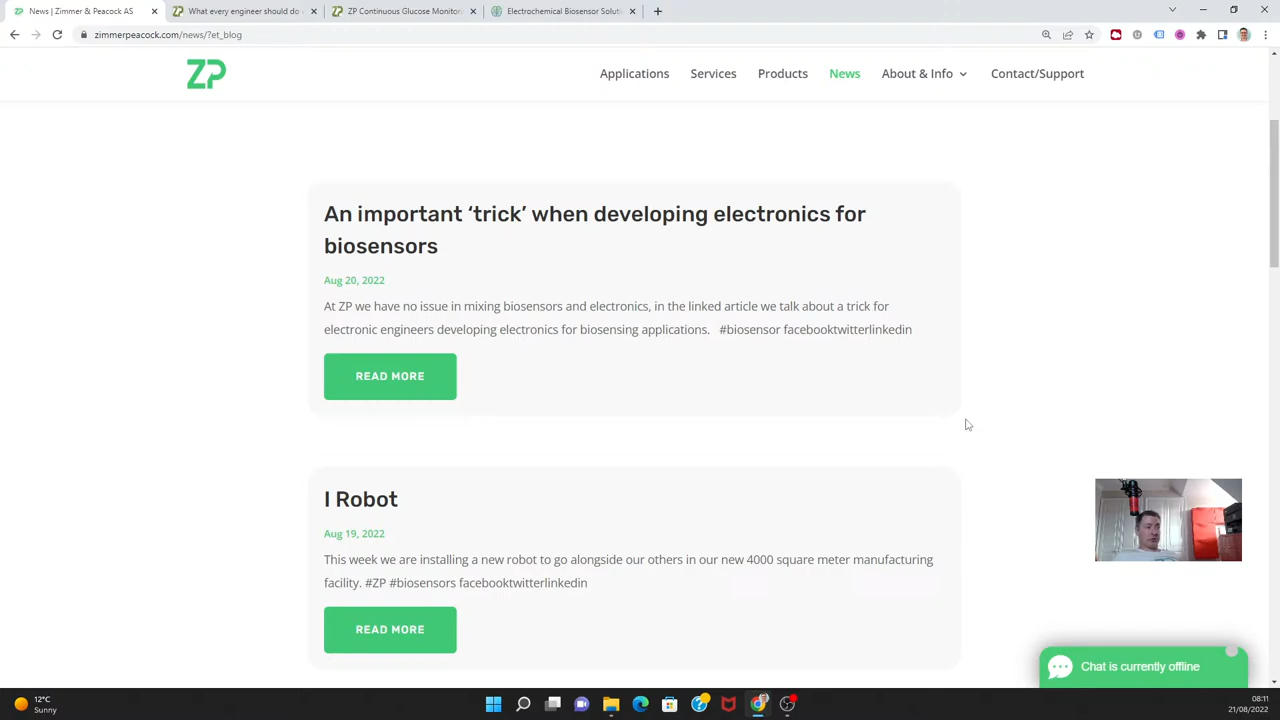 News | Zimmer & Peacock AS
What every engineer should do
ZP Continuous Glucose Monitor
Electrochemical Biosensor Soluti
zimmerpeacock.com/news/?et_blog
ZP
Applications
Services
Products
News
About & Info
Contact/Support
An important ‘trick’ when developing electronics for
biosensors
Aug 20, 2022
At ZP we have no issue in mixing biosensors and electronics, in the linked article we talk about a trick for
electronic engineers developing electronics for biosensing applications. #biosensor facebooktwitterlinkedin
READ MORE
I Robot
Aug 19, 2022
This week we are installing a new robot to go alongside our others in our new 4000 square meter manufacturing
facility. #ZP #biosensors facebooktwitterlinkedin
READ MORE
Chat is currently offline
12°C
Sunny
08:11
21/08/2022